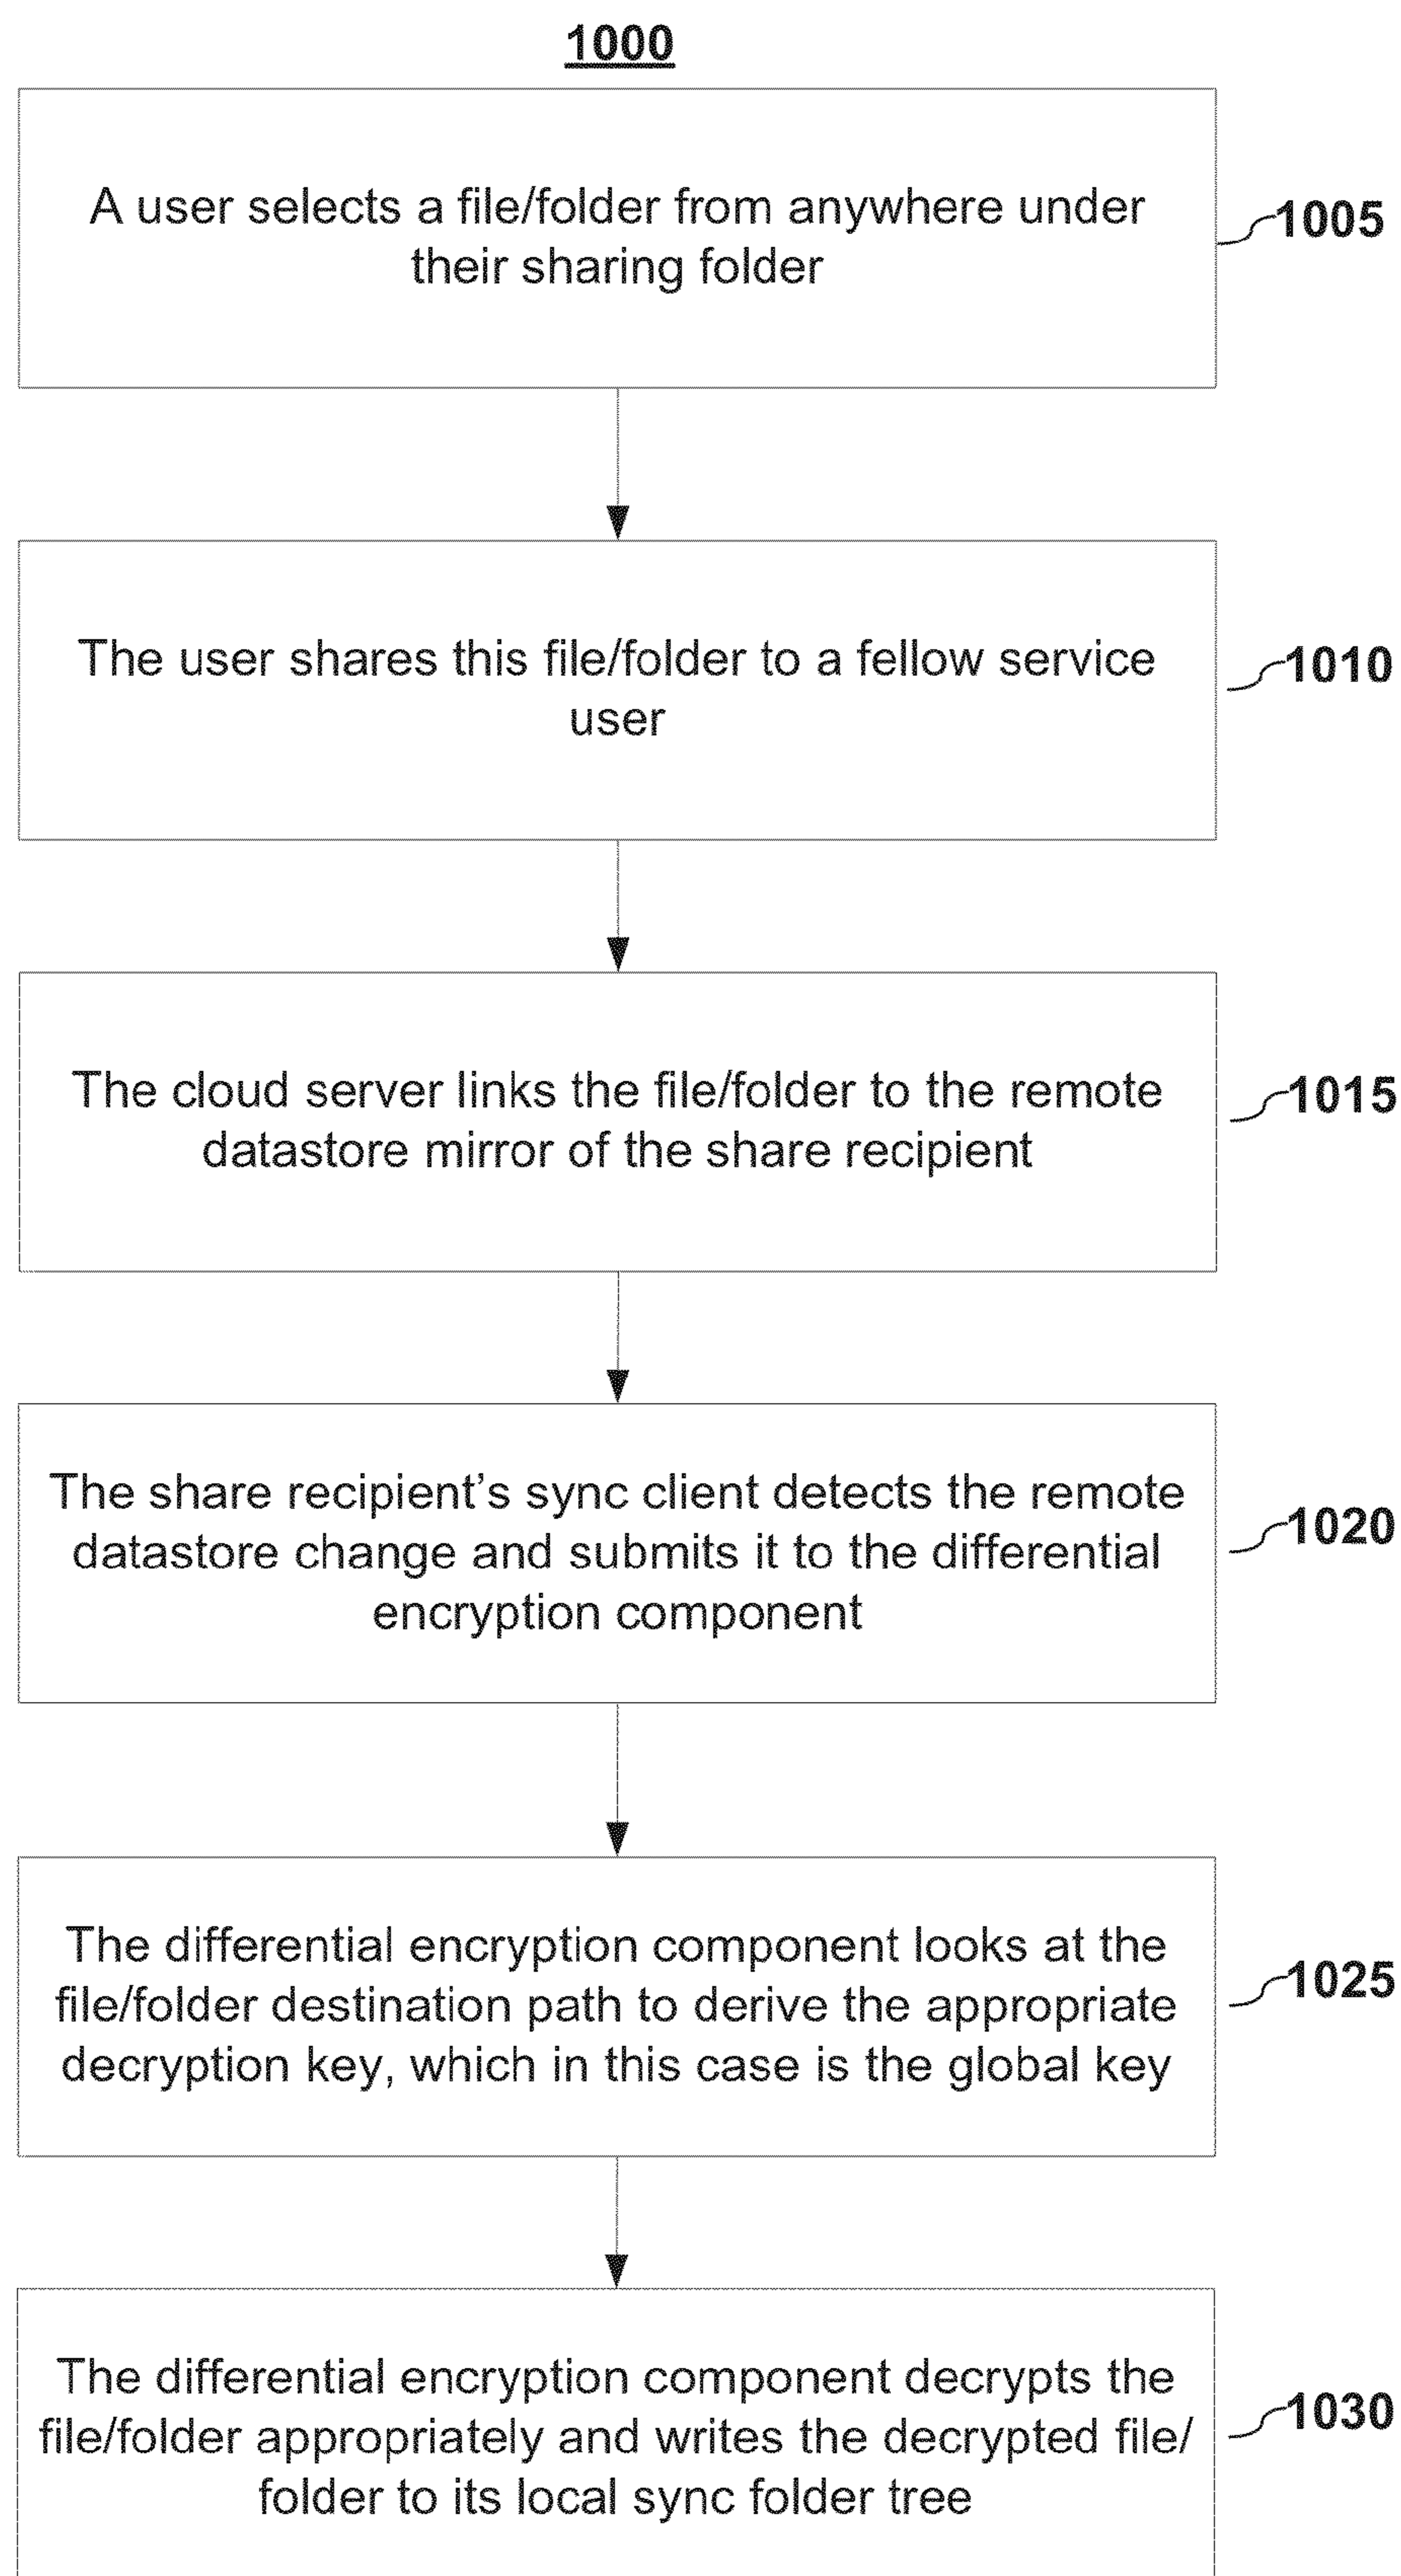 1000
A user selects a file/folder from anywhere under
their sharing folder
1005
The user shares this file/folder to a fellow service
user
1010
The cloud server links the file/folder to the remote
datastore mirror of the share recipient
1015
The share recipient’s sync client detects the remote
datastore change and submits it to the differential
encryption component
1020
The differential encryption component looks at the
file/folder destination path to derive the appropriate
decryption key, which in this case is the global key
1025
The differential encryption component decrypts the
file/folder appropriately and writes the decrypted file/
folder to its local sync folder tree
1030